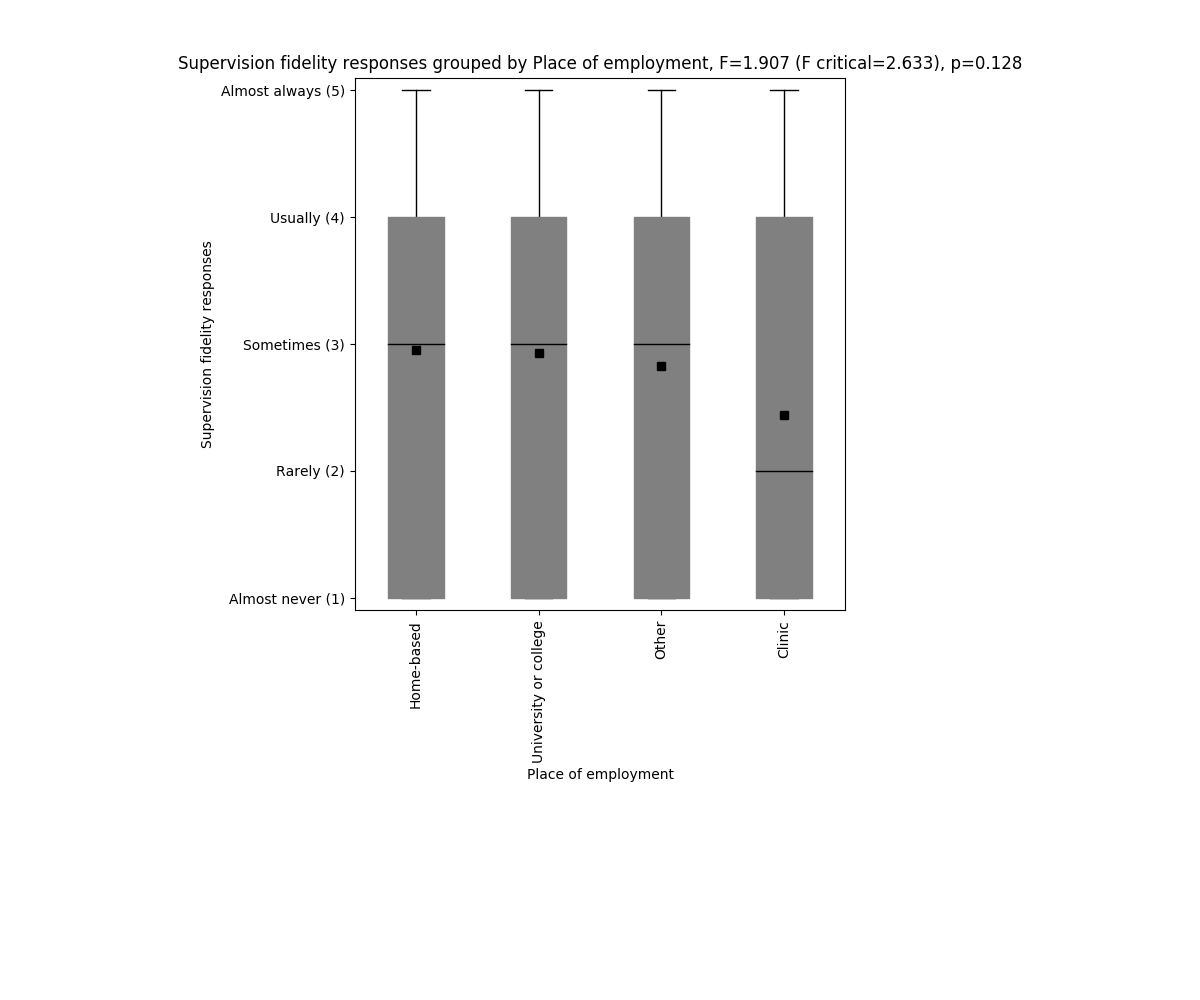 Supervision fidelity responses grouped by Place of employment, F=1.907 (F critical=2.633), p=0.128
Almost always (5)
Usually (4)
Sometimes (3)
Rarely (2)
Almost never (1)
Supervision fidelity responses
Home-based
University or college
Other
Clinic
Place of employment